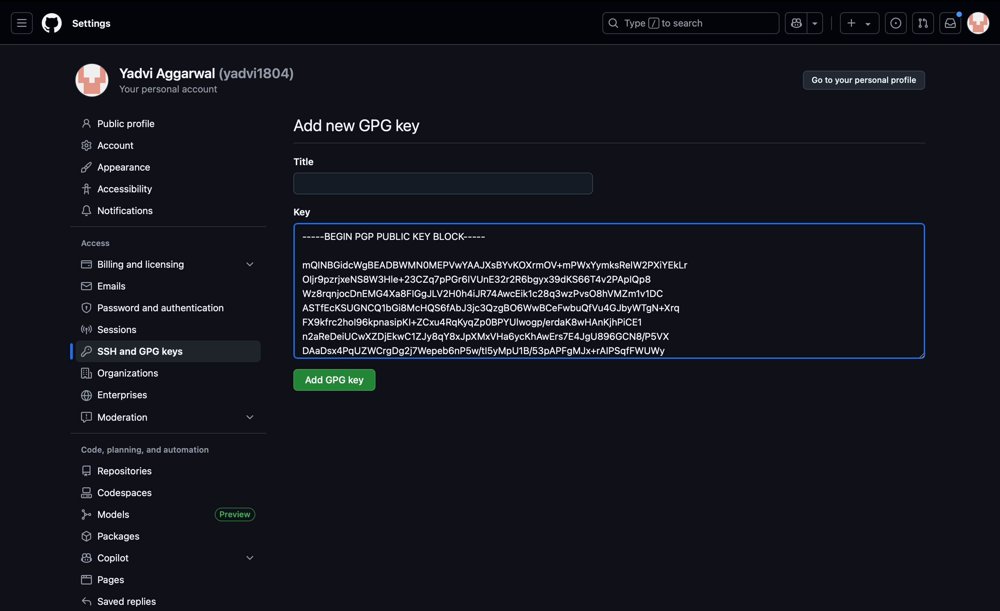 Settings
Type / to search
Yadvi Aggarwal (yadvi1804)
Your personal account
Go to your personal profile
Public profile
Account
Appearance
Accessibility
Notifications
Access
Billing and licensing
Emails
Password and authentication
Sessions
SSH and GPG keys
Organizations
Enterprises
Moderation
Code, planning, and automation
Repositories
Codespaces
Models
Preview
Packages
Copilot
Pages
Saved replies
Add new GPG key
Title
Key
-----BEGIN PGP PUBLIC KEY BLOCK-----
mQINBGidcWgBEADBWMN0MEPVwYAAJXsBYvKOXrmOV+mPWxYymksRelW2PXiYEkLr
Oljr9pzrjxeNS8W3Hle+23CZq7pPGr6IVUnE32r2R6bgyx39dKS66T4v2PAplQp8
Wz8rqnjocDnEMG4Xa8FIGgJLV2H0h4iJR74AwcEik1c28q3wzPvsO8hVMZm1v1DC
ASTfEcKSUGNCQ1bGi8McHQS6fAbJ3jc3QzgBO6WwBCeFwbuQfVu4GJbyWTgN+Xrq
FX9kfrc2hoI96kpnasipKI+ZCxu4RqKyqZp0BPYUlwogp/erdaK8wHAnKjhPiCE1
n2aReDeiUCwXZDjEkwC1ZJy8qY8xJpXMxVHa6ycKhAwErs7E4JgU896GCN8/P5VX
DAaDsx4PqUZWCrgDg2j7Wepeb6nP5w/tI5yMpU1B/53pAPFgMJx+rAIPSqfFWUWy
Add GPG key